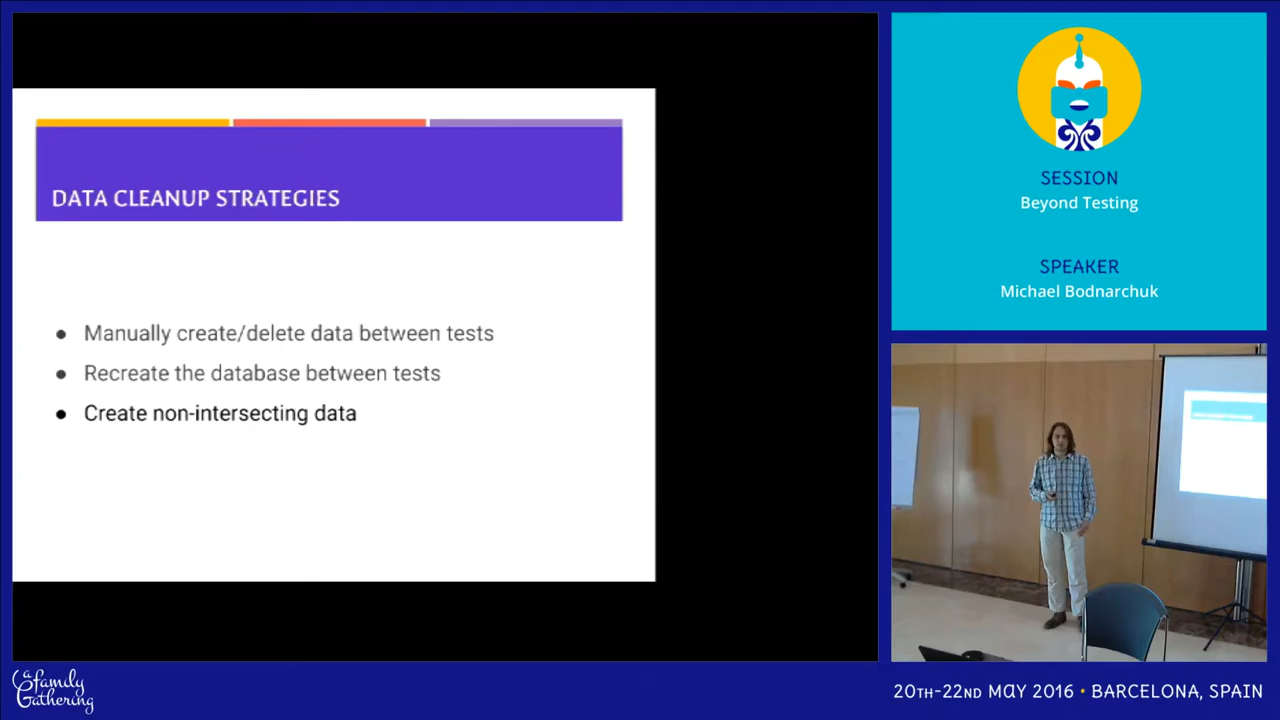 DATA CLEANUP STRATEGIES
● Manually create/delete data between tests
● Recreate the database between tests
● Create non-intersecting data
SESSION
Beyond Testing
SPEAKER
Michael Bodnarchuk
a family
Gathering
20TH-22ND MAY 2016 • BARCELONA, SPAIN